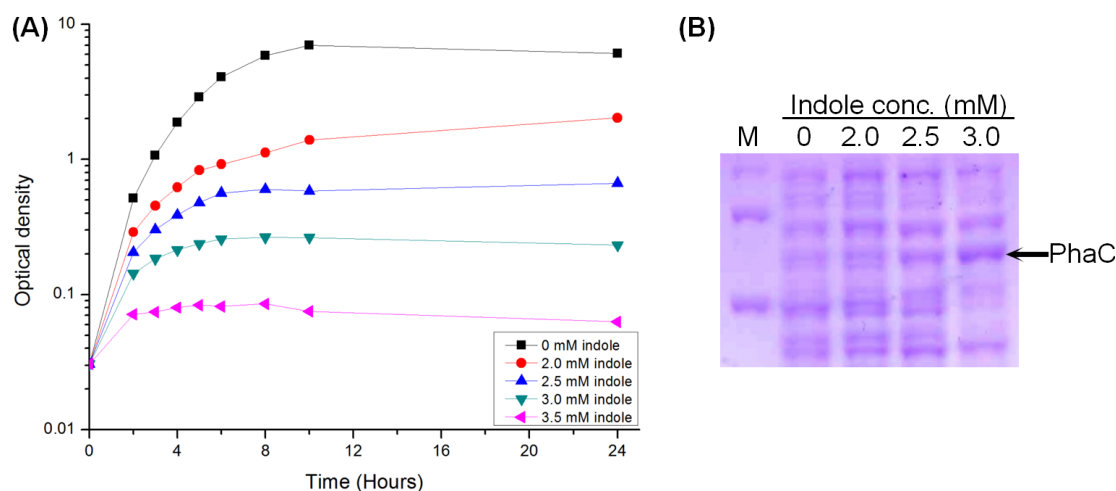 (A)
10
1
0.1
0.01
Optical density
0
4
8
12
16
20
24
Time (Hours)
0 mM indole
2.0 mM indole
2.5 mM indole
3.0 mM indole
3.5 mM indole
(B)
Indole conc. (mM)
M 0 2.0 2.5 3.0
PhaC